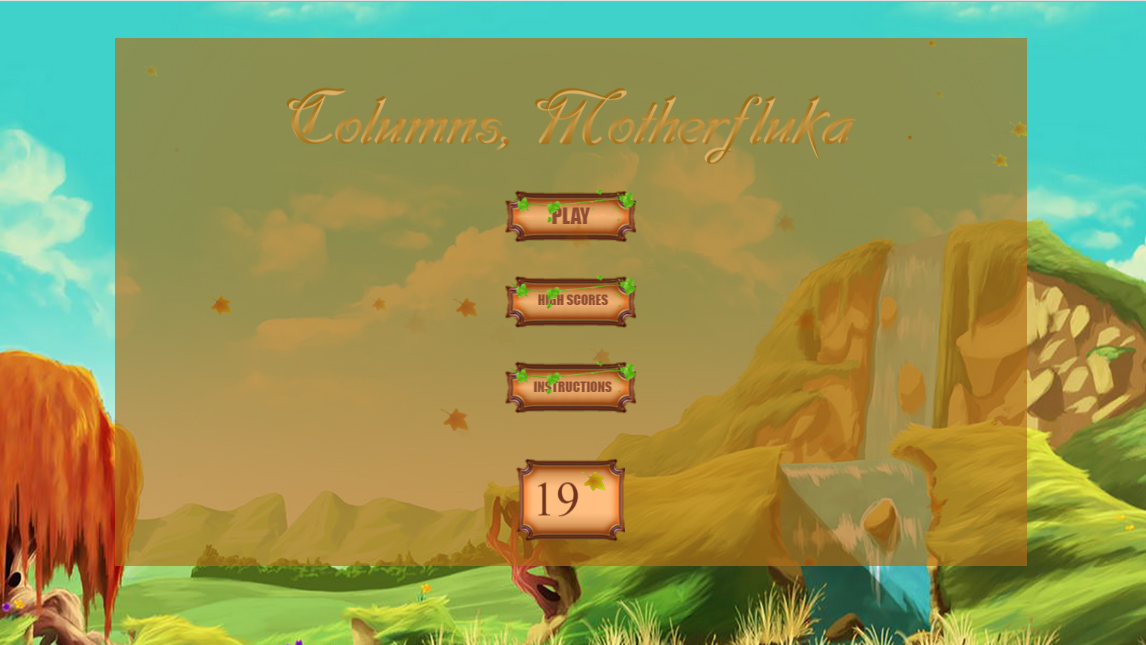 Columns, Motherfluka
PLAY
HIGH SCORES
INSTRUCTIONS
19